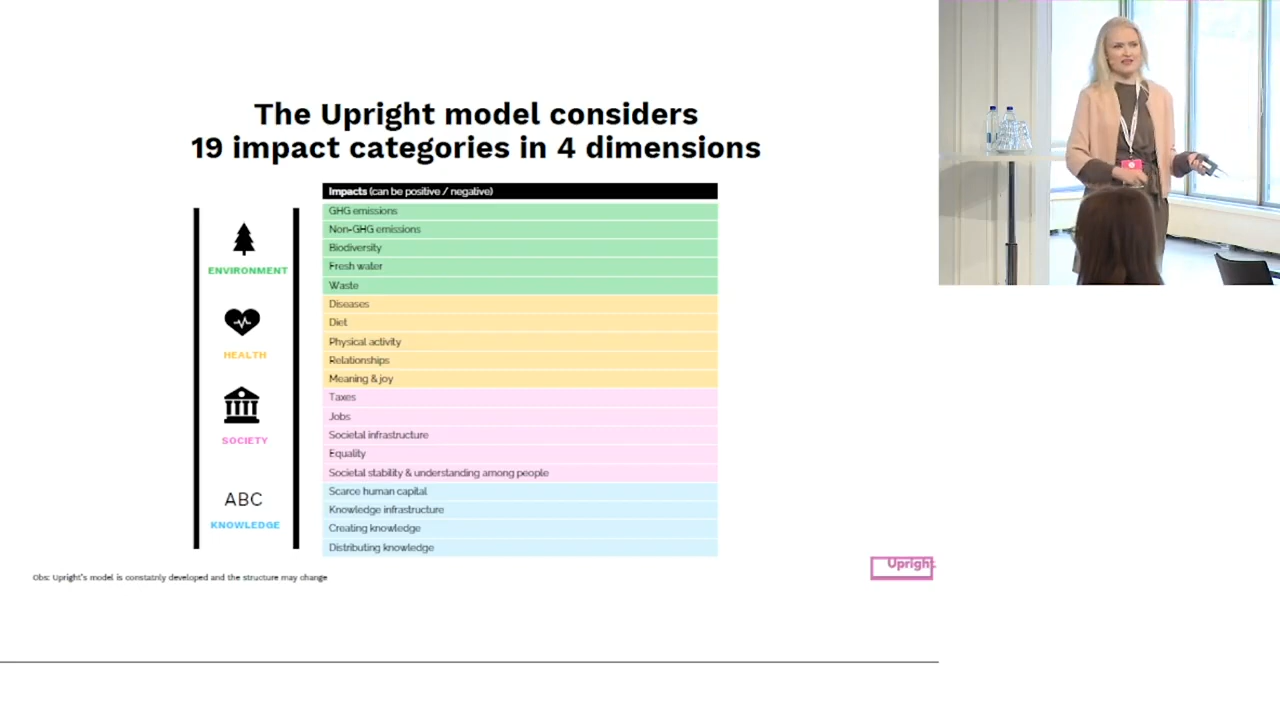 The Upright model considers
19 impact categories in 4 dimensions
Impacts (can be positive / negative)
ENVIRONMENT
GHG emissions
Non-GHG emissions
Biodiversity
Fresh water
Waste
HEALTH
Diseases
Diet
Physical activity
Relationships
Meaning & joy
SOCIETY
Taxes
Jobs
Societal infrastructure
Equality
Societal stability & understanding among people
ABC
KNOWLEDGE
Scarce human capital
Knowledge infrastructure
Creating knowledge
Distributing knowledge
Obs: Upright's model is constatnly developed and the structure may change
Upright